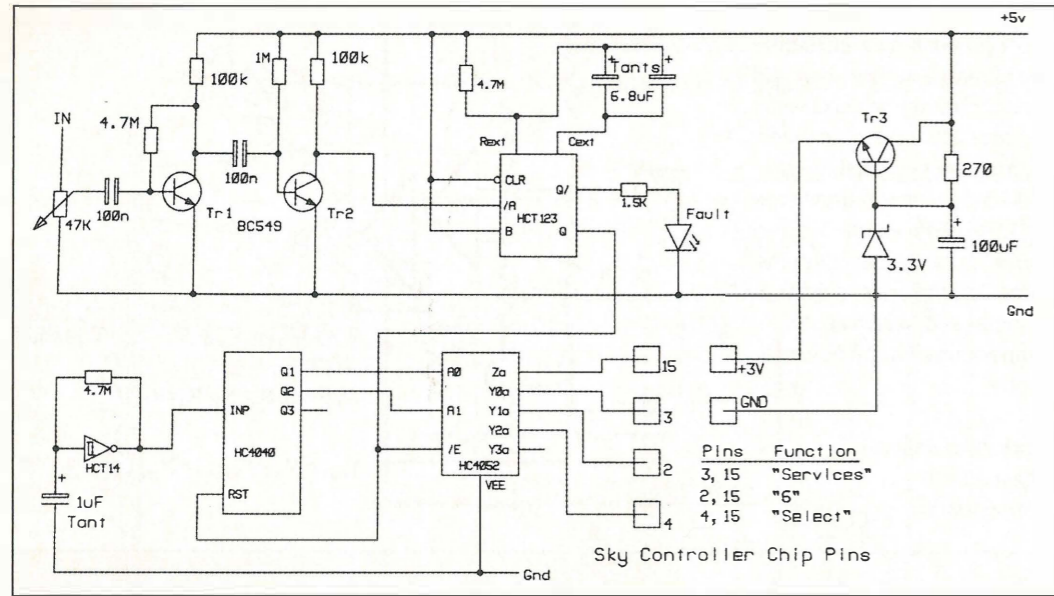 +5v
100k
1M
100k
4.7M
Tants
6.8uF
IN
4.7M
Rext
Cext
Tr3
100n
CLR
/A
B
Q/
Q
HCT123
1.5K
Fault
270
47K
100n
Tr1
BC549
Tr2
3.3V
100uF
Gnd
4.7M
HCT14
1uF
Tant
INP
RST
Q1
Q2
Q3
HC4040
A0
A1
/E
Za
Y0a
Y1a
Y2a
Y3a
HC4052
VEE
15
3
2
4
+3V
GND
Pins Function
3, 15 "Services"
2, 15 "6"
4, 15 "Select"
Sky Controller Chip Pins
Gnd